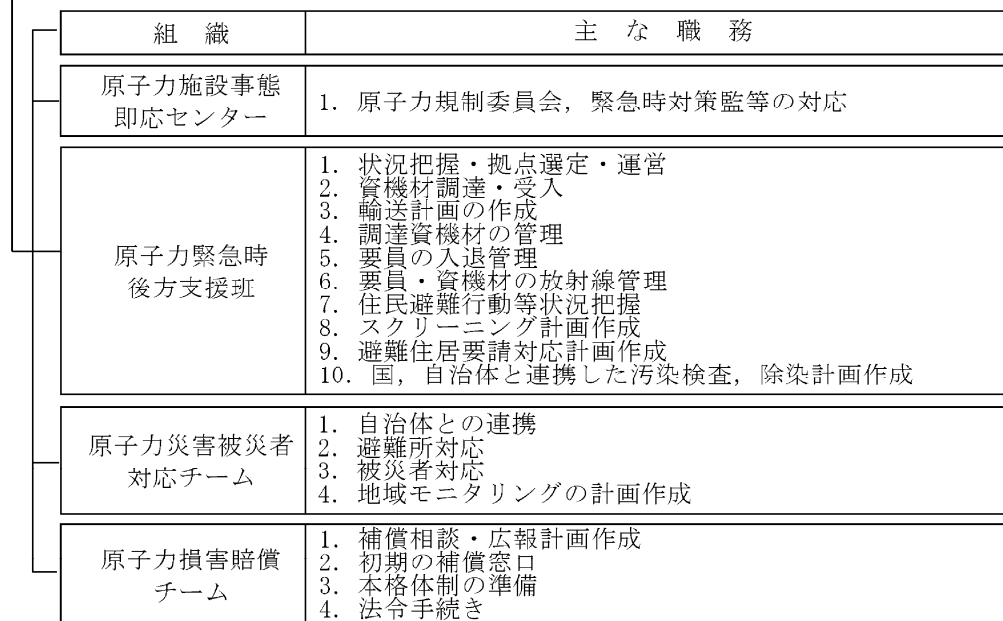 組織 主な職務
原子力施設事態
即応センター
1. 原子力規制委員会，緊急時対策監等の対応
原子力緊急時
後方支援班
1. 状況把握・拠点選定・運営
2. 資機材調達・受入
3. 輸送計画の作成
4. 調達資機材の管理
5. 要員の入退管理
6. 要員・資機材の放射線管理
7. 住民避難行動等状況把握
8. スクリーニング計画作成
9. 避難住居要請対応計画作成
10. 国，自治体と連携した汚染検査，除染計画作成
原子力災害被災者
対応チーム
1. 自治体との連携
2. 避難所対応
3. 被災者対応
4. 地域モニタリングの計画作成
原子力損害賠償
チーム
1. 補償相談・広報計画作成
2. 初期の補償窓口
3. 本格体制の準備
4. 法令手続き